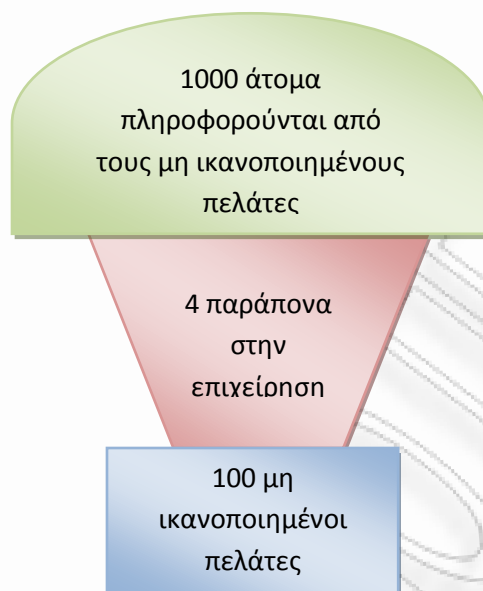 1000 άτομα
πληροφορούνται από
τους μη ικανοποιημένους
πελάτες
4 παράπονα
στην
επιχείρηση
100 μη
ικανοποιημένοι
πελάτες